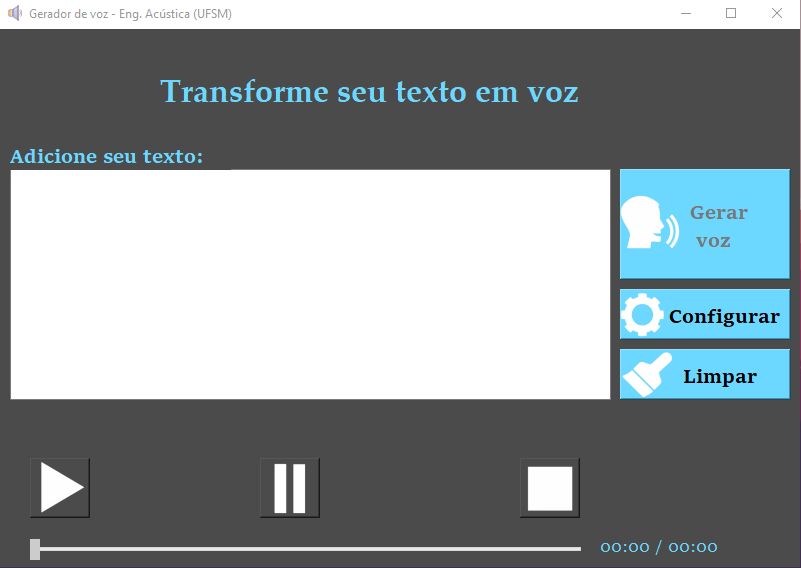 Gerador de voz - Eng. Acústica (UFSM)
Transforme seu texto em voz
Adicione seu texto:
Gerar
voz
Configurar
Limpar
00:00 / 00:00